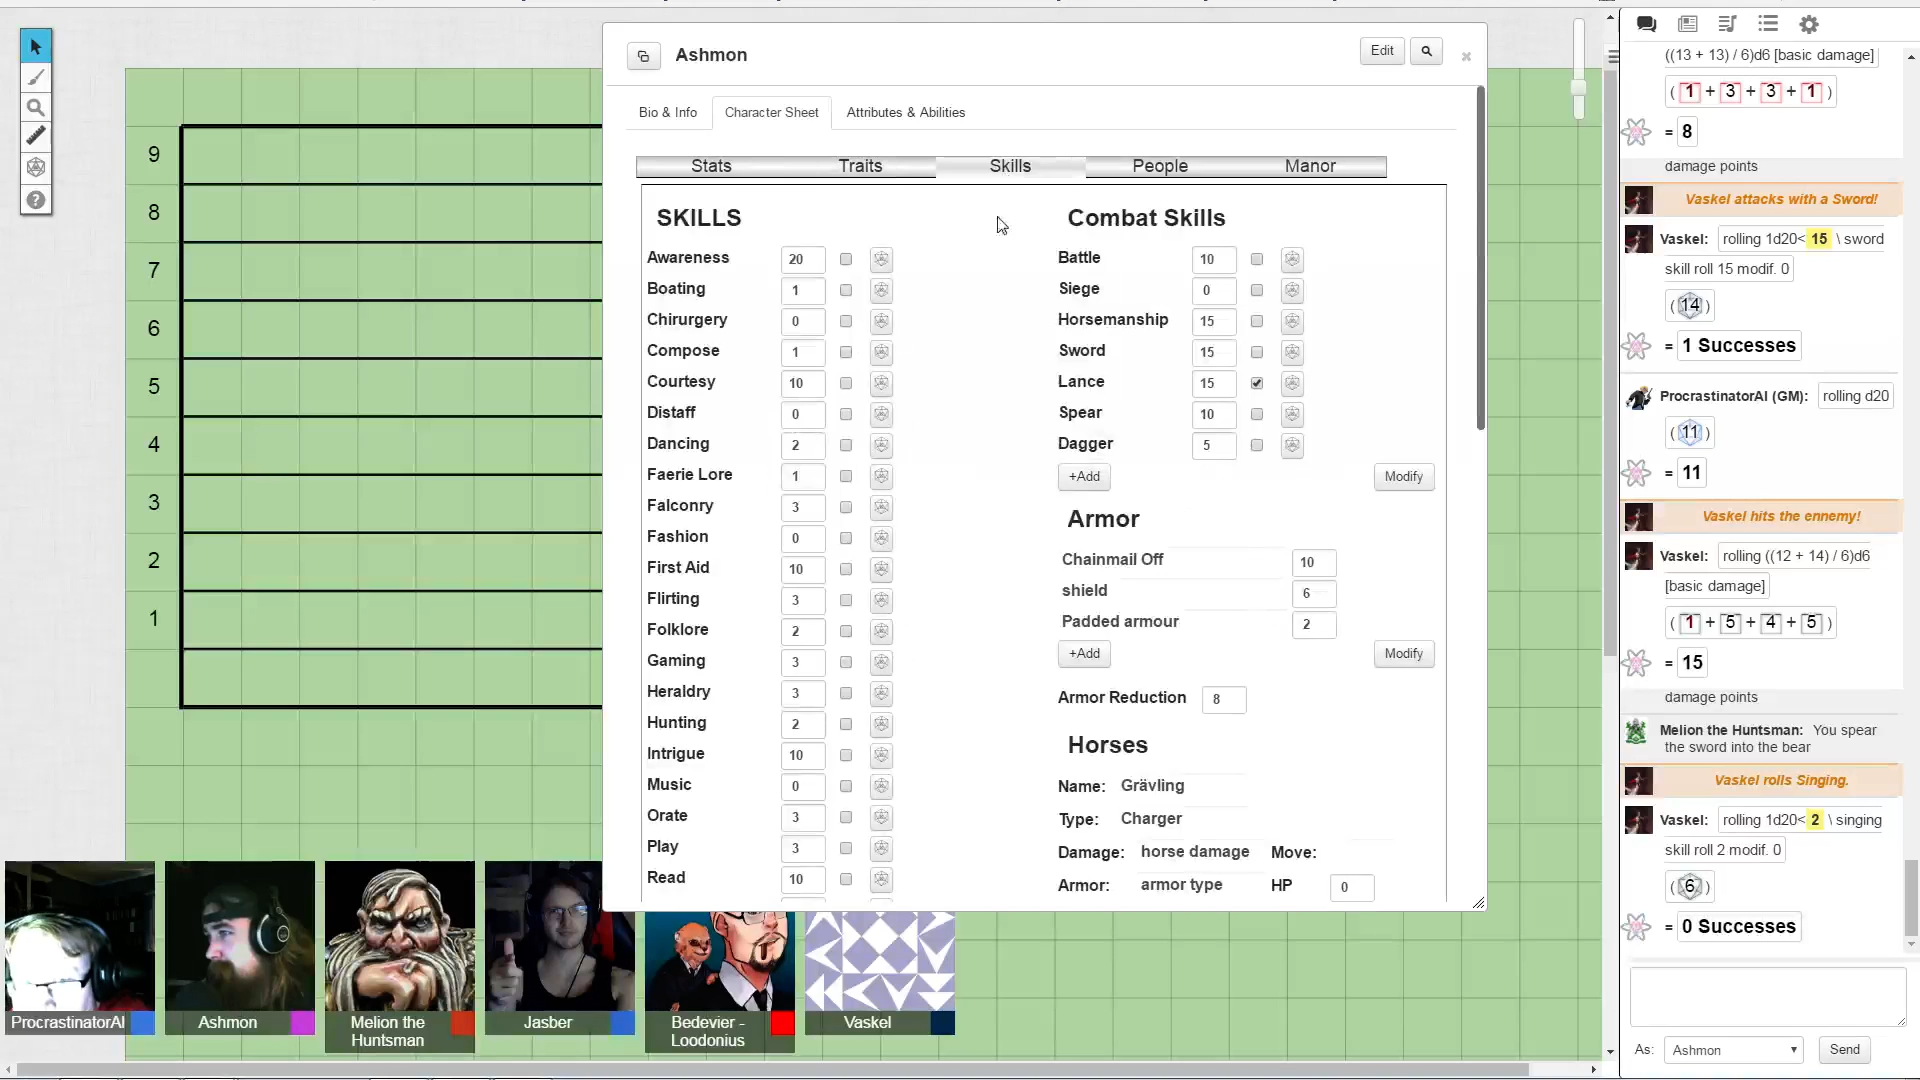 Ashmon
Edit
Bio & Info
Character Sheet
Attributes & Abilities
Stats
Traits
Skills
People
Manor
9
8
7
6
5
4
3
2
1
SKILLS
Awareness 20
Boating 1
Chirurgery 0
Compose 1
Courtesy 10
Distaff 0
Dancing 2
Faerie Lore 1
Falconry 3
Fashion 0
First Aid 10
Flirting 3
Folklore 2
Gaming 3
Heraldry 3
Hunting 2
Intrigue 10
Music 0
Orate 3
Play 3
Read 10
Combat Skills
Battle 10
Siege 0
Horsemanship 15
Sword 15
Lance 15
Spear 10
Dagger 5
+Add Modify
Armor
Chainmail Off 10
shield 6
Padded armour 2
+Add Modify
Armor Reduction 8
Horses
Name: Grävling
Type: Charger
Damage: horse damage Move:
Armor: armor type HP 0
((13 + 13) / 6)d6 [basic damage]
(1+3+3+1)
= 8
damage points
Vaskel attacks with a Sword!
Vaskel: rolling 1d20<15 \ sword
skill roll 15 modif. 0
(14)
= 1 Successes
ProcrastinatorAI (GM): rolling d20
(11)
= 11
Vaskel hits the ennemy!
Vaskel: rolling ((12 + 14) / 6)d6
[basic damage]
(1+5+4+5)
= 15
damage points
Melion the Huntsman: You spear
the sword into the bear
Vaskel rolls Singing.
Vaskel: rolling 1d20<2 \ singing
skill roll 2 modif. 0
(6)
= 0 Successes
As: Ashmon Send
ProcrastinatorAI
Ashmon
Melion the
Huntsman
Jasber
Bedevier -
Loodonius
Vaskel